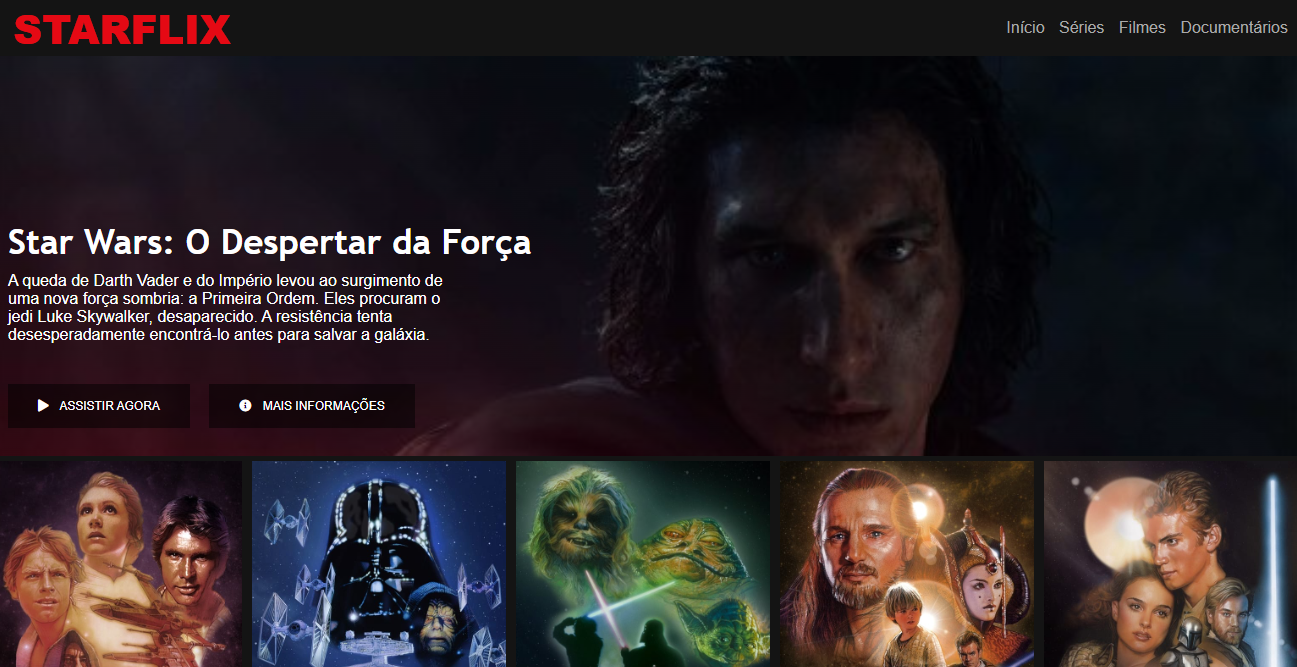 STARFLIX
Início Séries Filmes Documentários
Star Wars: O Despertar da Força
A queda de Darth Vader e do Império levou ao surgimento de
uma nova força sombria: a Primeira Ordem. Eles procuram o
jedi Luke Skywalker, desaparecido. A resistência tenta
desesperadamente encontrá-lo antes para salvar a galáxia.
ASSISTIR AGORA
MAIS INFORMAÇÕES